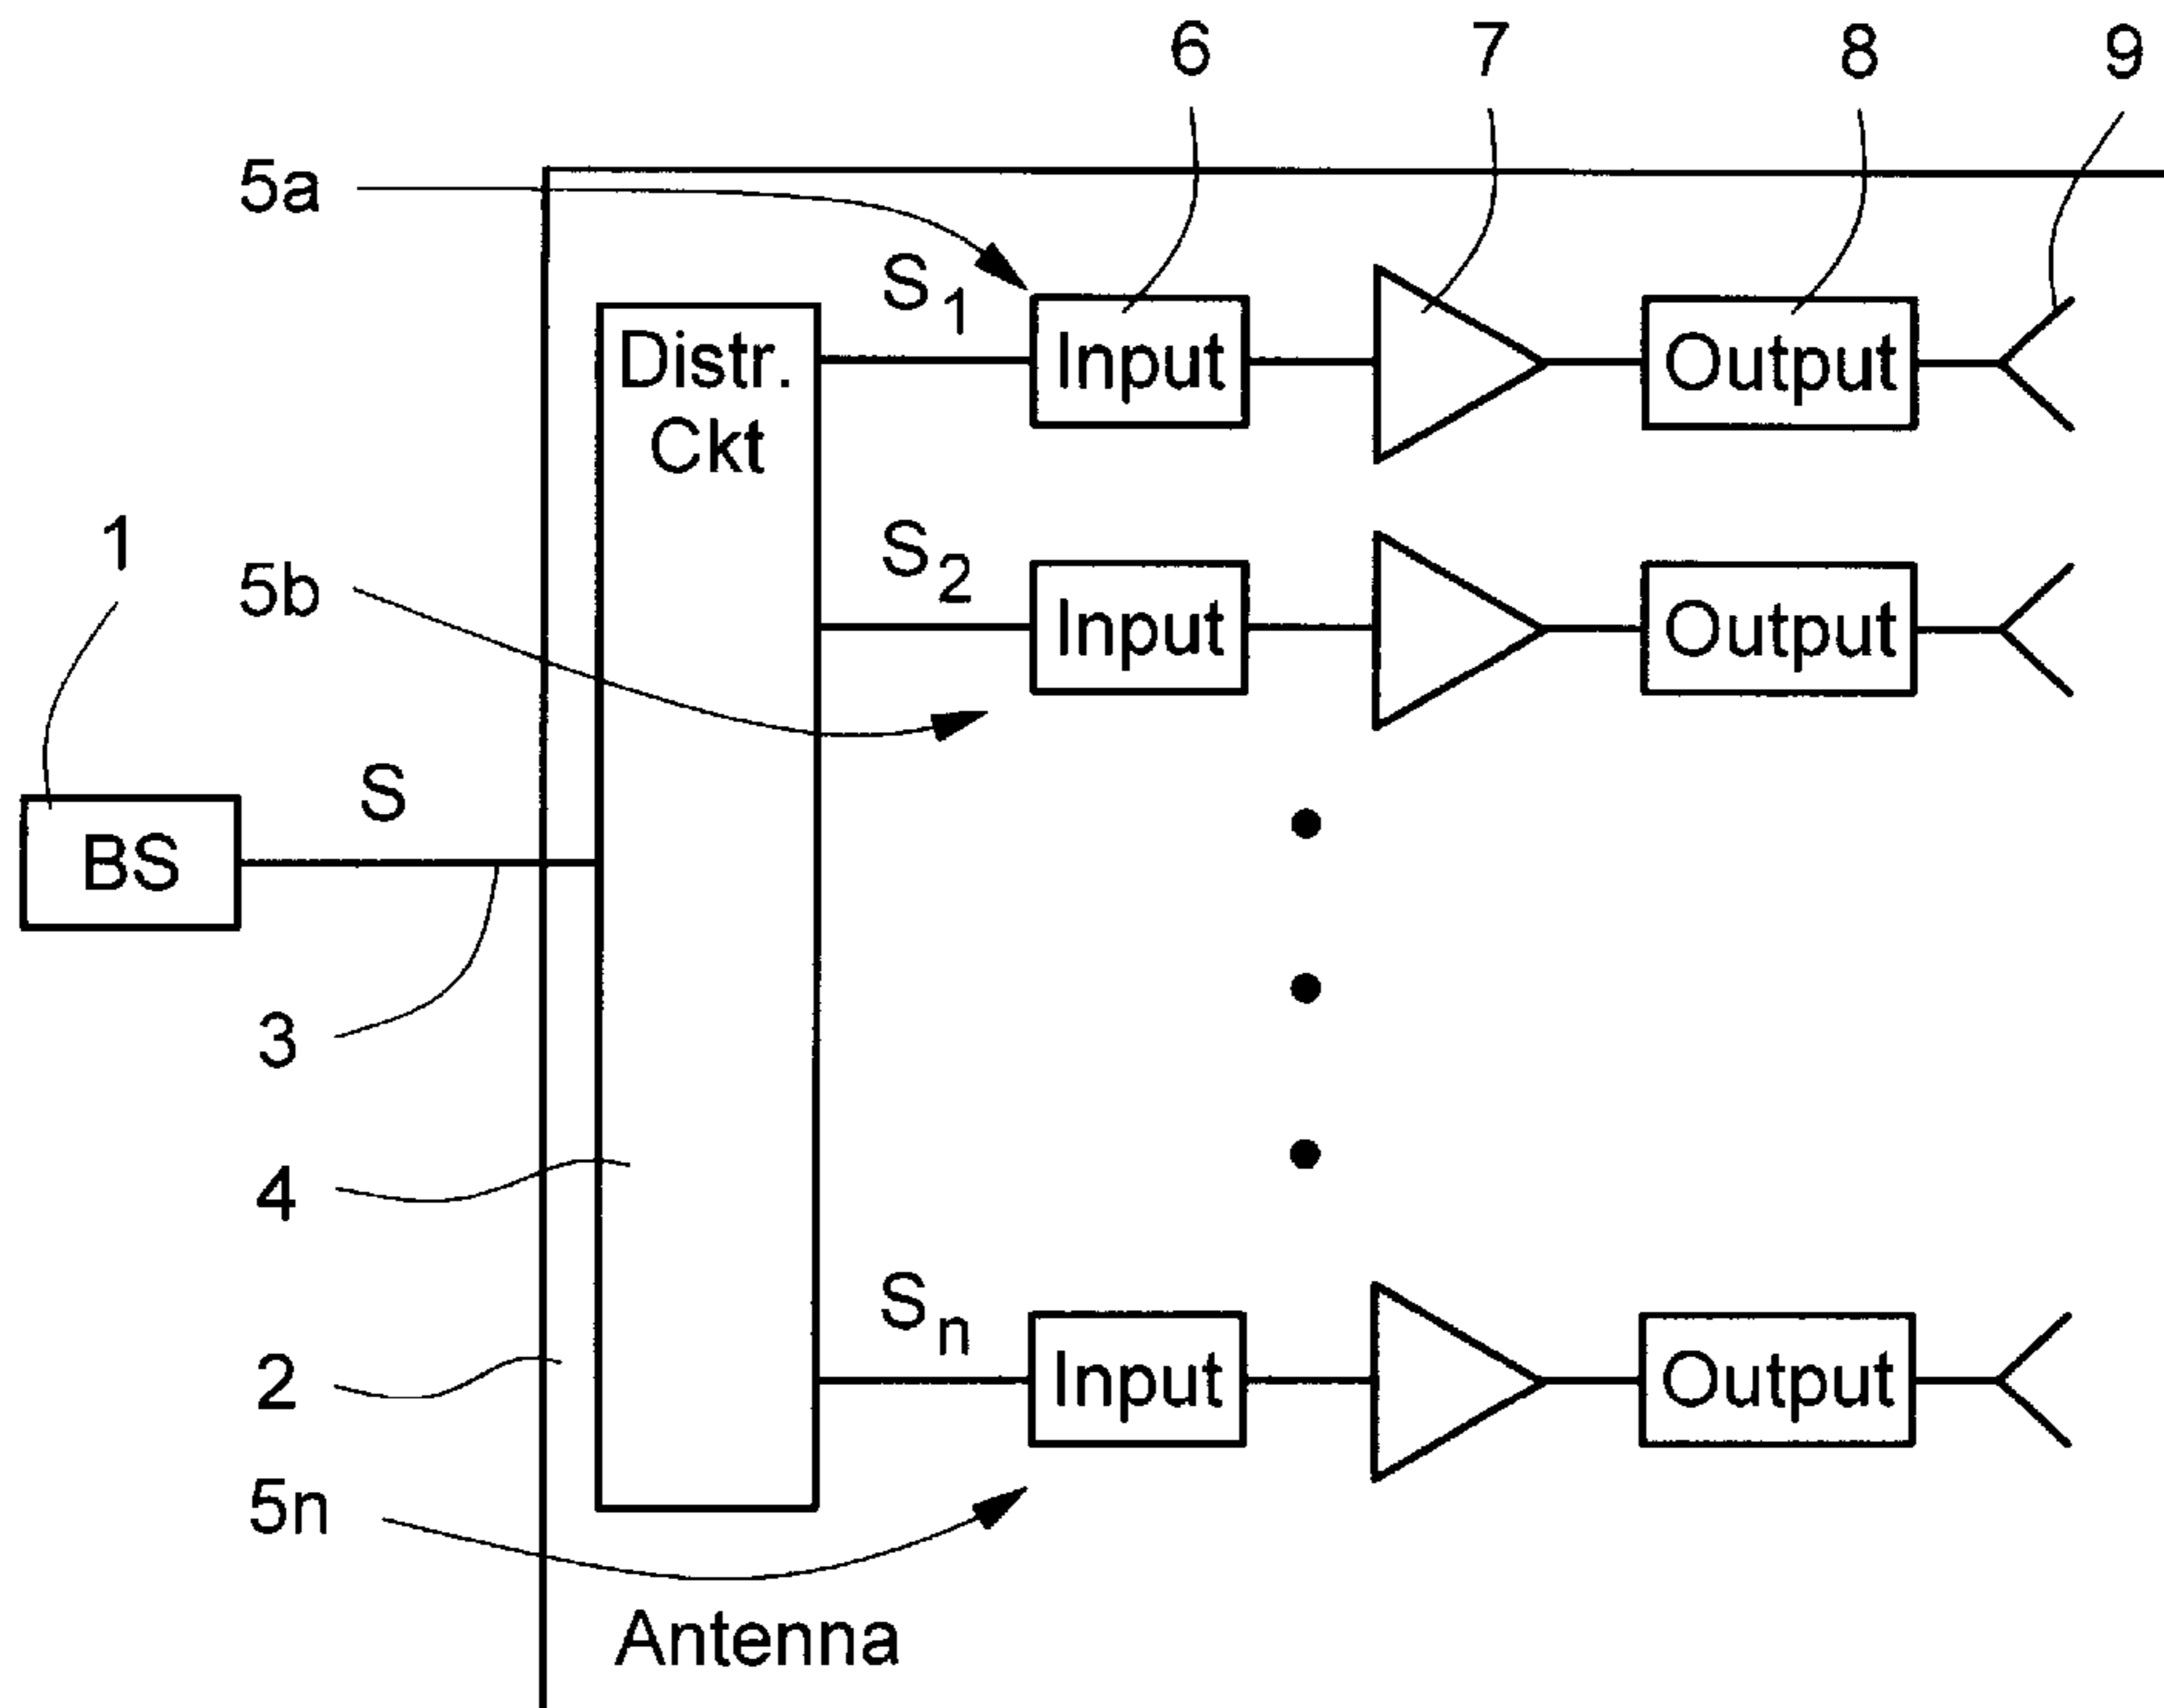 6 7 8 9
5a
S1
Distr.
Ckt
Input
Output
1
5b
S2
Input
Output
S
BS
3
4
Sn
2
Input
Output
5n
Antenna